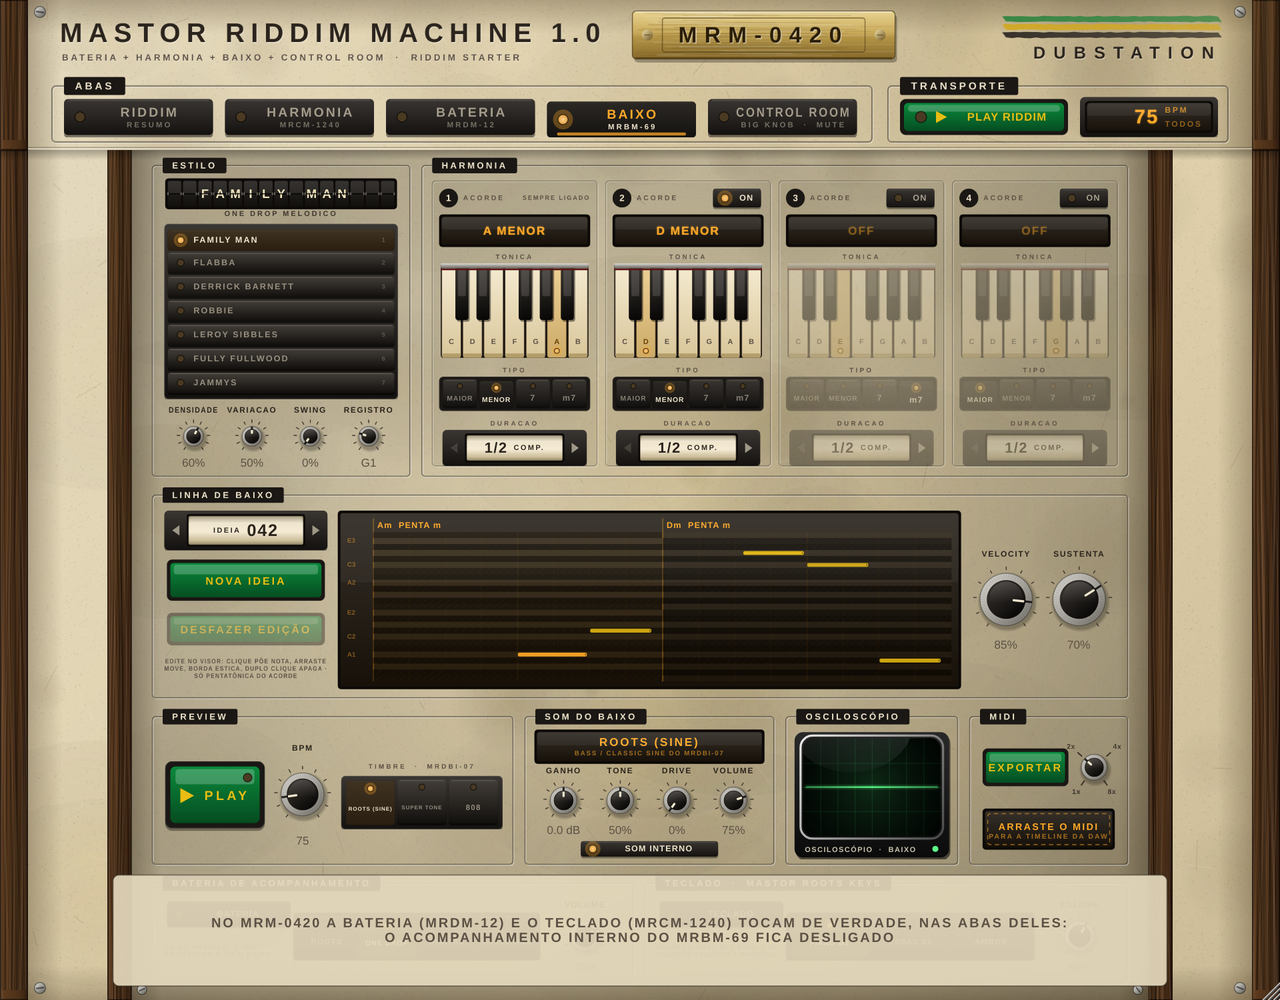 MASTOR RIDDIM MACHINE 1.0
BATERIA + HARMONIA + BAIXO + CONTROL ROOM · RIDDIM STARTER
MRM-0420
DUBSTATION
ABAS
RIDDIM
RESUMO
HARMONIA
MRCM-1240
BATERIA
MRDM-12
BAIXO
MRBM-69
CONTROL ROOM
BIG KNOB · MUTE
TRANSPORTE
PLAY RIDDIM
75 BPM
TODOS
ESTILO
FAMILY MAN
ONE DROP MELODICO
FAMILY MAN 1
FLABBA 2
DERRICK BARNETT 3
ROBBIE 4
LEROY SIBBLES 5
FULLY FULLWOOD 6
JAMMYS 7
DENSIDADE VARIACAO SWING REGISTRO
60% 50% 0% G1
HARMONIA
1 ACORDE SEMPRE LIGADO
A MENOR
TONICA
C D E F G A B
TIPO
MAIOR MENOR 7 m7
DURACAO
1/2 COMP.
2 ACORDE ON
D MENOR
TONICA
C D E F G A B
TIPO
MAIOR MENOR 7 m7
DURACAO
1/2 COMP.
3 ACORDE ON
OFF
TONICA
C D E F G A B
TIPO
MAIOR MENOR 7 m7
DURACAO
1/2 COMP.
4 ACORDE ON
OFF
TONICA
C D E F G A B
TIPO
MAIOR MENOR 7 m7
DURACAO
1/2 COMP.
LINHA DE BAIXO
IDEIA 042
NOVA IDEIA
DESFAZER EDIÇÃO
EDITE NO VISOR: CLIQUE PÕE NOTA, ARRASTE
MOVE, BORDA ESTICA, DUPLO CLIQUE APAGA ·
SÓ PENTATÔNICA DO ACORDE
Am PENTA m
Dm PENTA m
E3
C3
A2
E2
C2
A1
VELOCITY SUSTENTA
85% 70%
PREVIEW
PLAY
BPM
75
TIMBRE · MRDBI-07
ROOTS (SINE) SUPER TONE 808
SOM DO BAIXO
ROOTS (SINE)
BASS / CLASSIC SINE DO MRDBI-07
GANHO TONE DRIVE VOLUME
0.0 dB 50% 0% 75%
SOM INTERNO
OSCILOSCÓPIO
OSCILOSCÓPIO · BAIXO
MIDI
EXPORTAR
2x 4x
1x 8x
ARRASTE O MIDI
PARA A TIMELINE DA DAW
BATERIA DE ACOMPANHAMENTO
TECLADO · MASTOR ROOTS KEYS
NO MRM-0420 A BATERIA (MRDM-12) E O TECLADO (MRCM-1240) TOCAM DE VERDADE, NAS ABAS DELES:
O ACOMPANHAMENTO INTERNO DO MRBM-69 FICA DESLIGADO